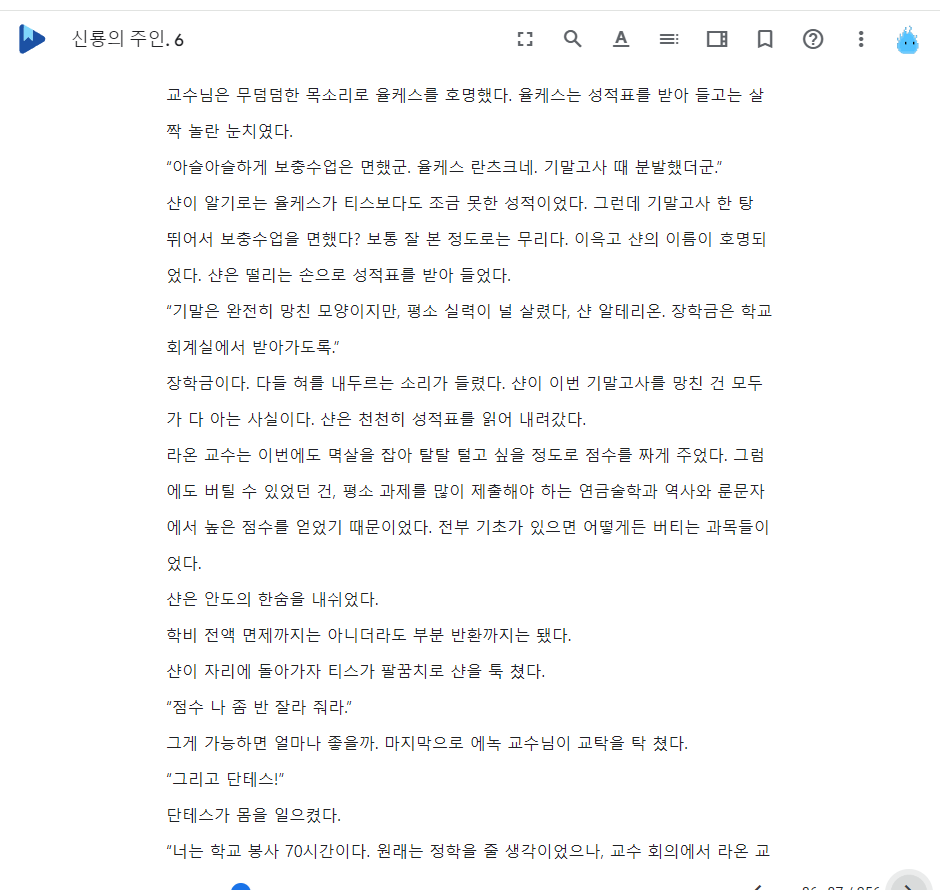 신룡의 주인. 6
교수님은 무덤덤한 목소리로 율케스를 호명했다. 율케스는 성적표를 받아 들고는 살
짝 놀란 눈치였다.
“아슬아슬하게 보충수업은 면했군. 율케스 란츠크네. 기말고사 때 분발했더군.”
샨이 알기로는 율케스가 티스보다도 조금 못한 성적이었다. 그런데 기말고사 한 탕
뛰어서 보충수업을 면했다? 보통 잘 본 정도로는 무리다. 이윽고 샨의 이름이 호명되
었다. 샨은 떨리는 손으로 성적표를 받아 들었다.
“기말은 완전히 망친 모양이지만, 평소 실력이 널 살렸다, 샨 알테리온. 장학금은 학교
회계실에서 받아가도록.”
장학금이다. 다들 혀를 내두르는 소리가 들렸다. 샨이 이번 기말고사를 망친 건 모두
가 다 아는 사실이다. 샨은 천천히 성적표를 읽어 내려갔다.
라온 교수는 이번에도 멱살을 잡아 탈탈 털고 싶을 정도로 점수를 짜게 주었다. 그럼
에도 버틸 수 있었던 건, 평소 과제를 많이 제출해야 하는 연금술학과 역사와 룬문자
에서 높은 점수를 얻었기 때문이었다. 전부 기초가 있으면 어떻게든 버티는 과목들이
었다.
샨은 안도의 한숨을 내쉬었다.
학비 전액 면제까지는 아니더라도 부분 반환까지는 됐다.
샨이 자리에 돌아가자 티스가 팔꿈치로 샨을 툭 쳤다.
“점수 나 좀 반 잘라 줘라.”
그게 가능하면 얼마나 좋을까. 마지막으로 에녹 교수님이 교탁을 탁 쳤다.
“그리고 단테스!”
단테스가 몸을 일으켰다.
“너는 학교 봉사 70시간이다. 원래는 정학을 줄 생각이었으나, 교수 회의에서 라온 교